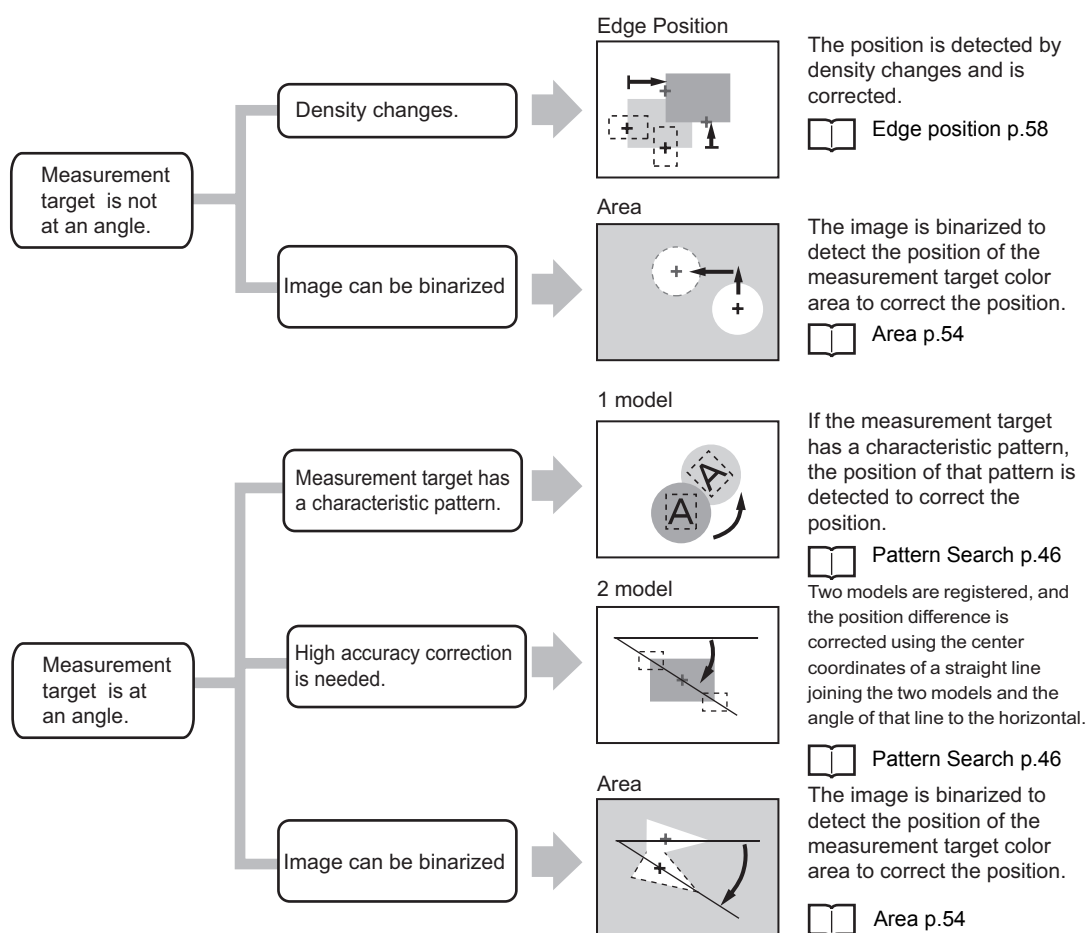 Measurement
target is not
at an angle.
Density changes.
Edge Position
The position is detected by
density changes and is
corrected.
Edge position p.58
Image can be binarized
Area
The image is binarized to
detect the position of the
measurement target color
area to correct the position.
Area p.54
Measurement
target is at
an angle.
Measurement target has
a characteristic pattern.
1 model
A
A
If the measurement target
has a characteristic pattern,
the position of that pattern is
detected to correct the
position.
Pattern Search p.46
High accuracy correction
is needed.
2 model
Two models are registered, and
the position difference is
corrected using the center
coordinates of a straight line
joining the two models and the
angle of that line to the horizontal.
Pattern Search p.46
Image can be binarized
Area
The image is binarized to
detect the position of the
measurement target color
area to correct the position.
Area p.54